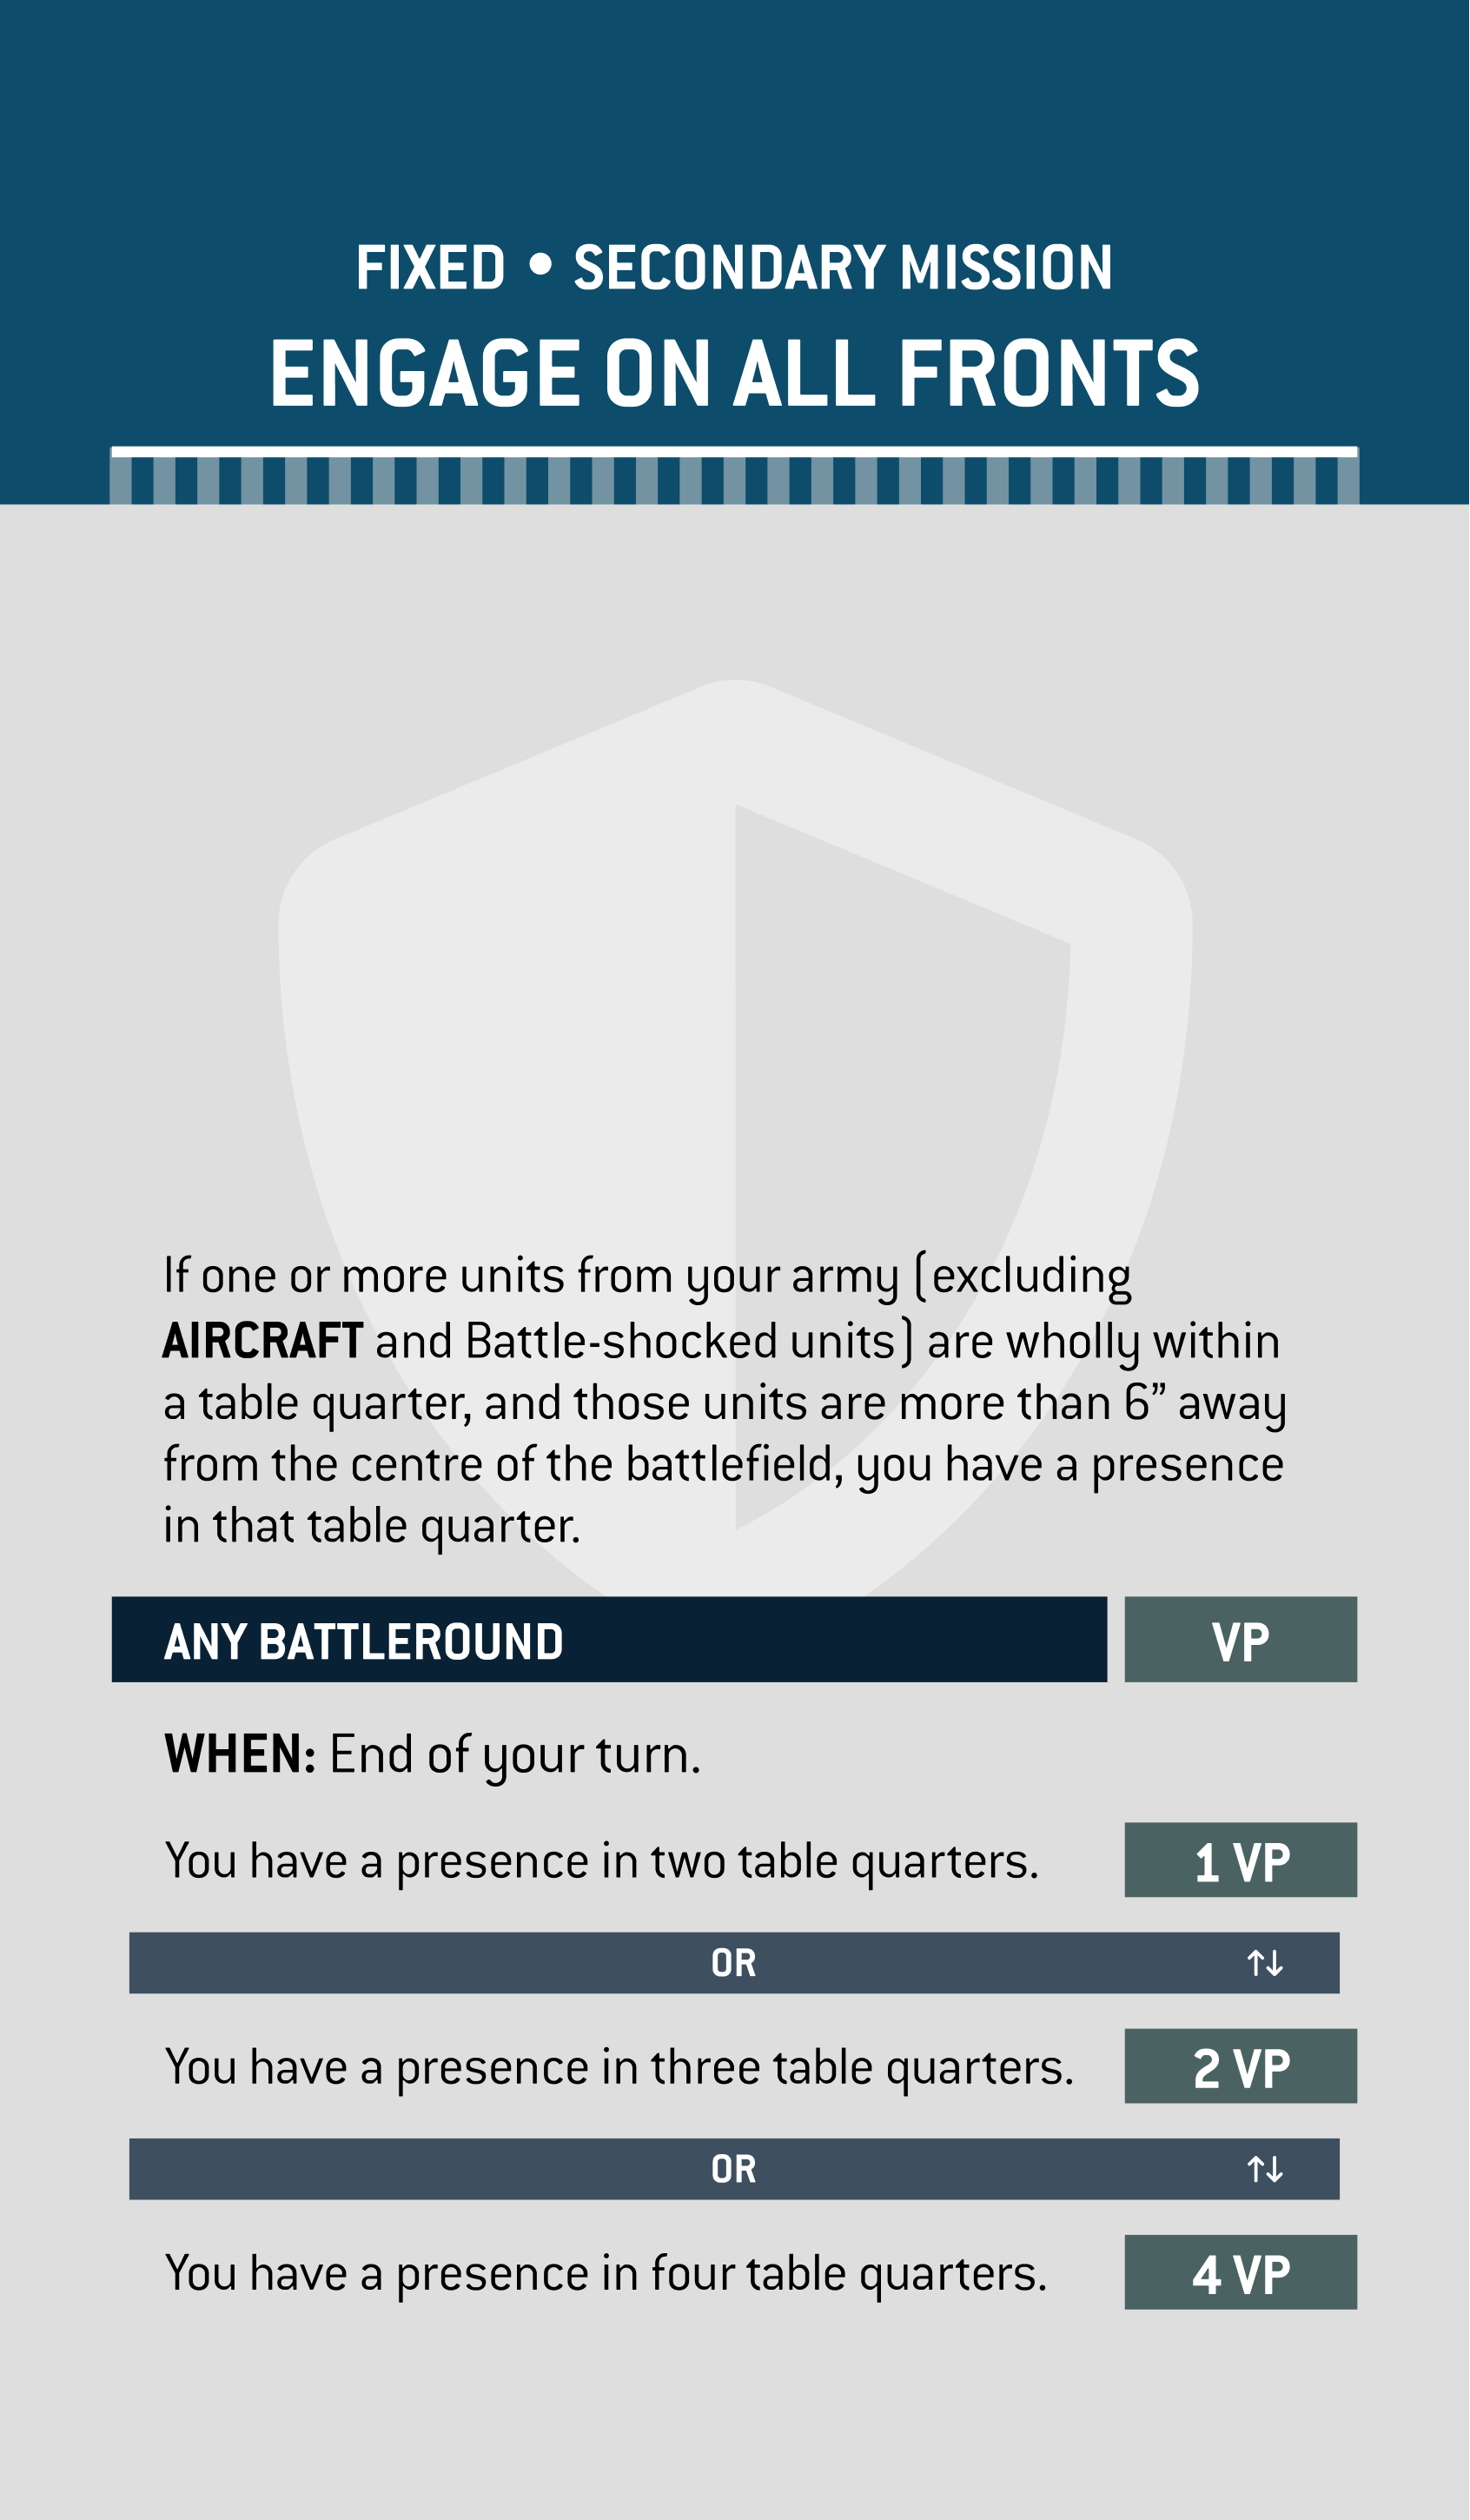 FIXED • SECONDARY MISSION
ENGAGE ON ALL FRONTS
If one or more units from your army (excluding
AIRCRAFT and Battle-shocked units) are wholly within
a table quarter, and those units are more than 6” away
from the centre of the battlefield, you have a presence
in that table quarter.
ANY BATTLEROUND VP
WHEN: End of your turn.
You have a presence in two table quarters. 1 VP
OR ↑↓
You have a presence in three table quarters. 2 VP
OR ↑↓
You have a presence in four table quarters. 4 VP